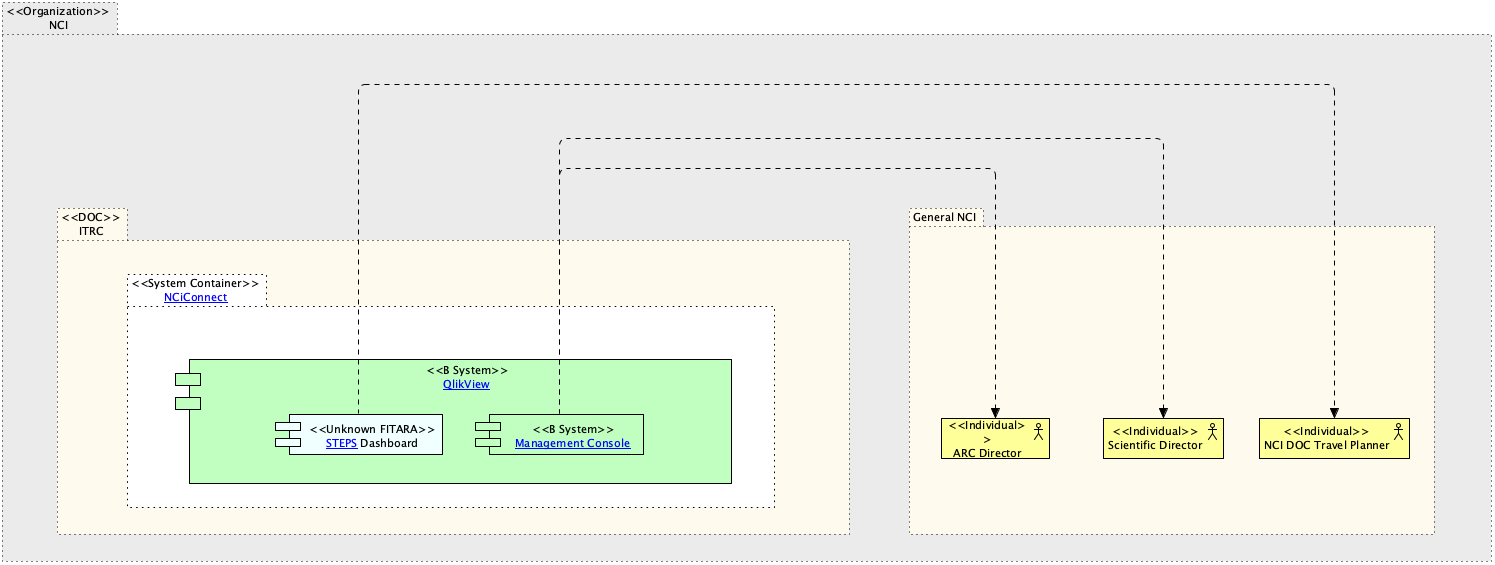 <<Organization>>
NCI
<<DOC>>
ITRC
General NCI
<<System Container>>
NCiConnect
<<B System>>
QlikView
<<Unknown FITARA>>
STEPS Dashboard
<<B System>>
Management Console
<<Individual>
>
ARC Director
<<Individual>>
Scientific Director
<<Individual>>
NCI DOC Travel Planner